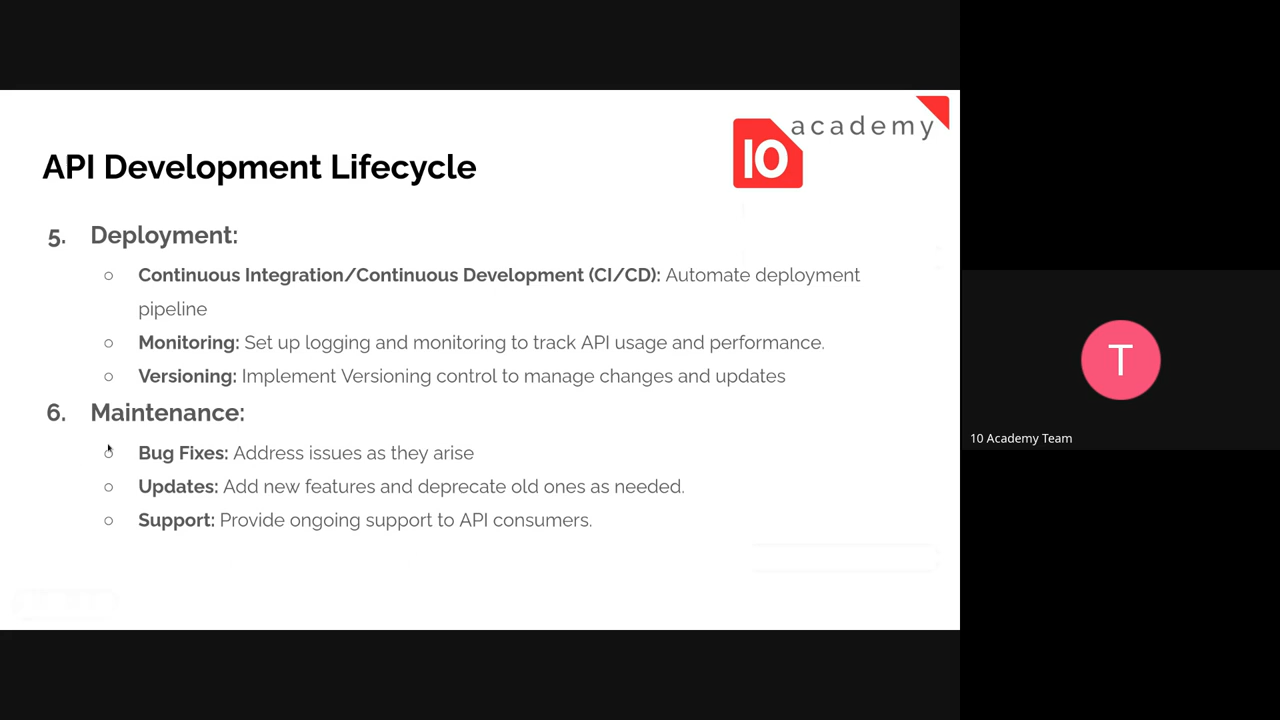 academy
10
API Development Lifecycle
5. Deployment:
○ Continuous Integration/Continuous Development (CI/CD): Automate deployment
pipeline
○ Monitoring: Set up logging and monitoring to track API usage and performance.
○ Versioning: Implement Versioning control to manage changes and updates
6. Maintenance:
○ Bug Fixes: Address issues as they arise
○ Updates: Add new features and deprecate old ones as needed.
○ Support: Provide ongoing support to API consumers.
T
10 Academy Team